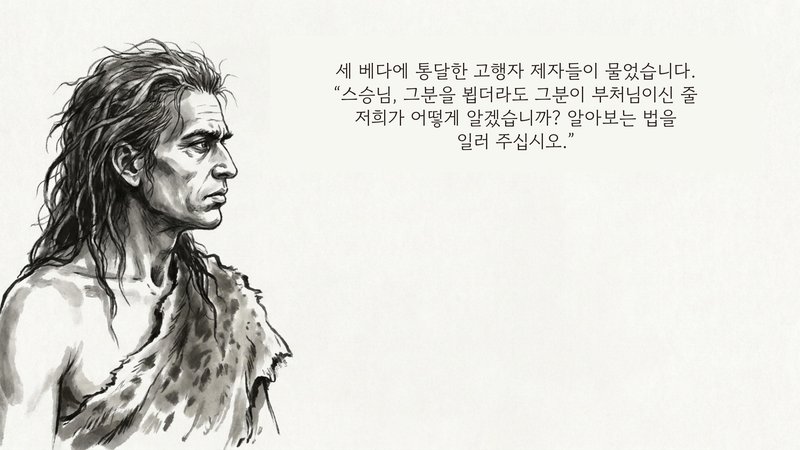 세 베다에 통달한 고행자 제자들이 물었습니다.
“스승님, 그분을 뵙더라도 그분이 부처님이신 줄
저희가 어떻게 알겠습니까? 알아보는 법을
일러 주십시오.”